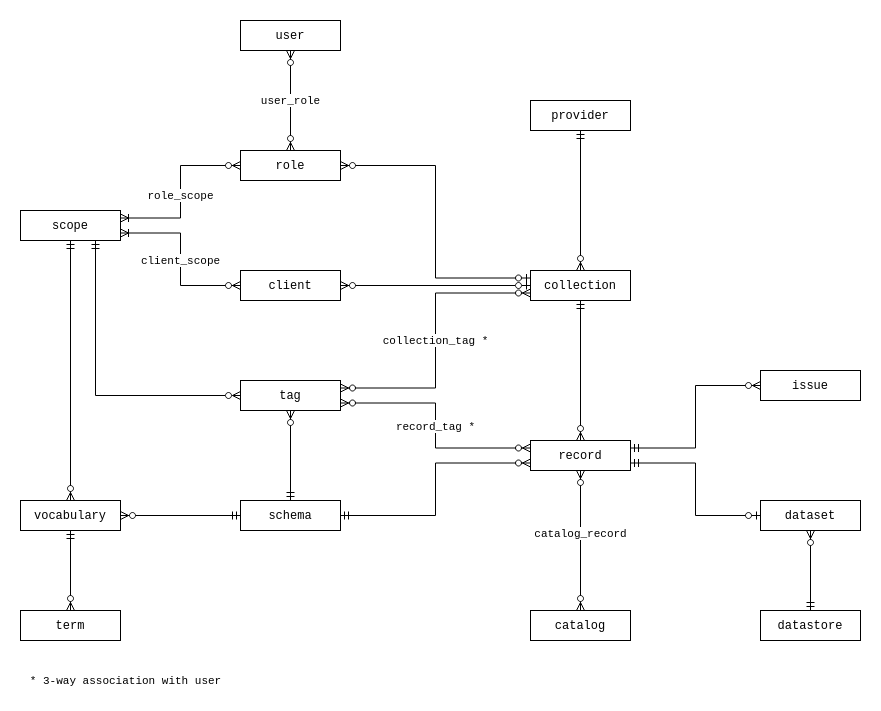 user
user_role
provider
role
role_scope
scope
client_scope
client
collection
collection_tag *
tag
issue
record_tag *
record
vocabulary
schema
dataset
catalog_record
term
catalog
datastore
* 3-way association with user